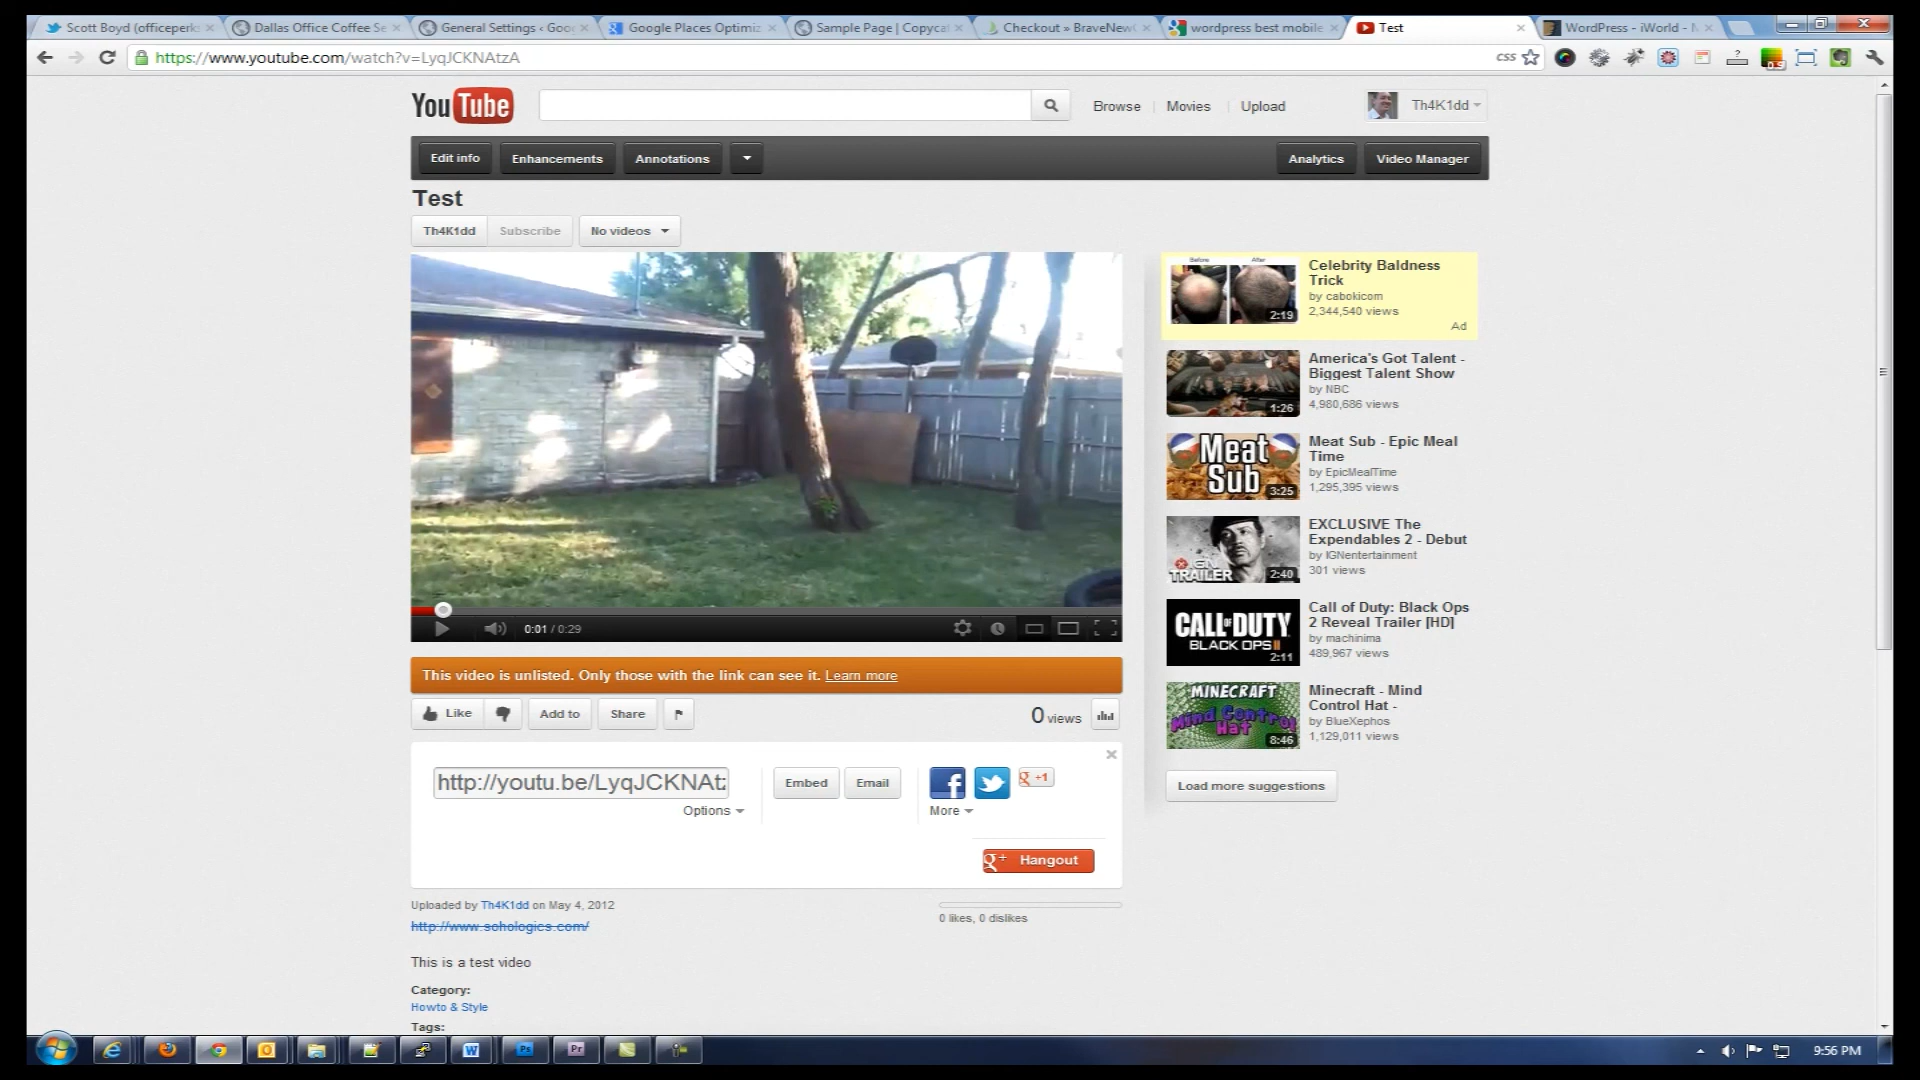 Scott Boyd (officeperk
Dallas Office Coffee Se
General Settings ‹ Goog
Google Places Optimiz
Sample Page | Copycat
Checkout » BraveNewC
wordpress best mobile
Test
WordPress - iWorld - M
https://www.youtube.com/watch?v=LyqJCKNAtzA
css
YouTube
Browse
Movies
Upload
Th4K1dd
Edit info
Enhancements
Annotations
Analytics
Video Manager
Test
Th4K1dd
Subscribe
No videos
Before
After
2:19
Celebrity Baldness
Trick
by cabokicom
2,344,540 views
Ad
1:26
America's Got Talent -
Biggest Talent Show
by NBC
4,980,686 views
Meat
Sub
3:25
Meat Sub - Epic Meal
Time
by EpicMealTime
1,295,395 views
IGN
TRAILER
2:40
EXCLUSIVE The
Expendables 2 - Debut
by IGNentertainment
301 views
CALL OF DUTY
BLACK OPS II
2:11
Call of Duty: Black Ops
2 Reveal Trailer [HD]
by machinima
489,967 views
MINECRAFT
Mind Control
Hat
8:46
Minecraft - Mind
Control Hat -
by BlueXephos
1,129,011 views
Load more suggestions
0:01 / 0:29
This video is unlisted. Only those with the link can see it. Learn more
Like
Add to
Share
0 views
http://youtu.be/LyqJCKNAt
Options
Embed
Email
+1
More
Hangout
Uploaded by Th4K1dd on May 4, 2012
0 likes, 0 dislikes
http://www.sohologics.com/
This is a test video
Category:
Howto & Style
Tags:
9:56 PM